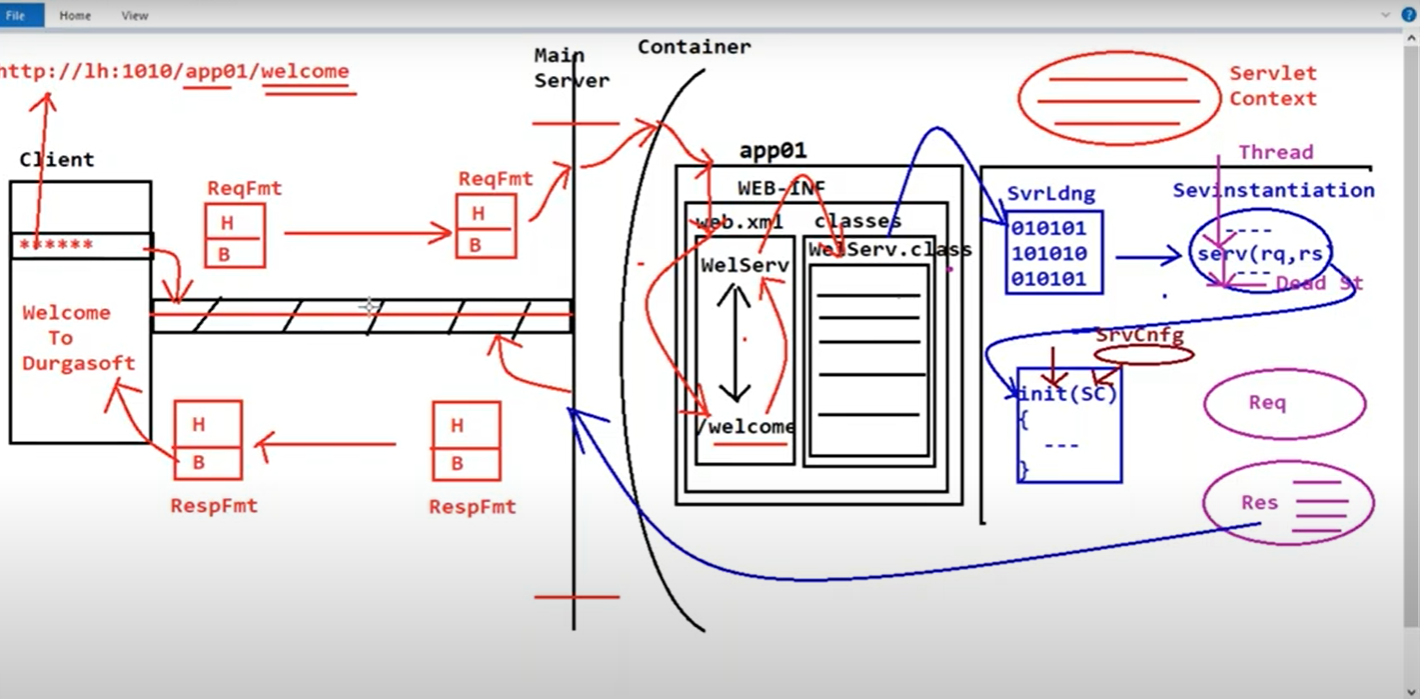 File Home View
http://lh:1010/app01/welcome
Main
Server
Container
Servlet
Context
Client
******
Welcome
To
Durgasoft
ReqFmt
H
B
ReqFmt
H
B
RespFmt
H
B
RespFmt
H
B
app01
WEB-INF
web.xml
classes
WelServ
/welcome
WelServ.class
SvrLdng
010101
101010
010101
Thread
Sevinstantiation
----
serv(rq,rs)
---
Dead St
SrvCnfg
init(SC)
{
---
}
Req
Res